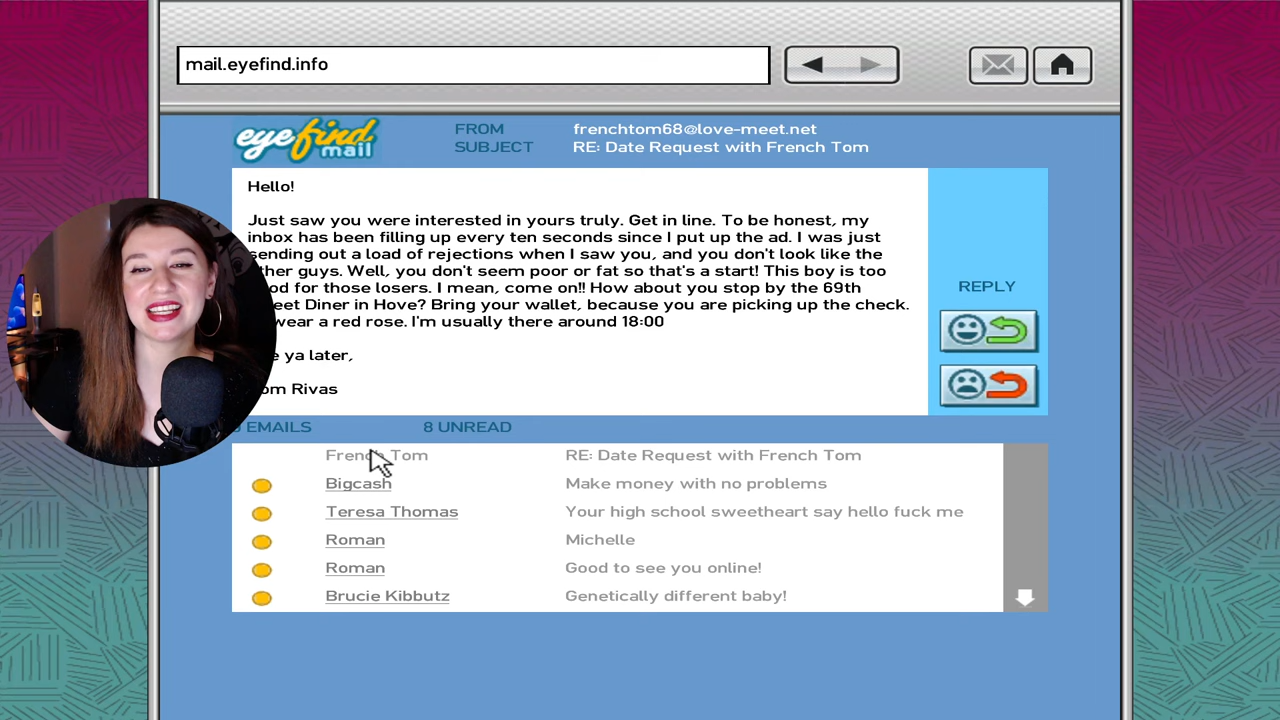 mail.eyefind.info
eyefind mail
FROM frenchtom68@love-meet.net
SUBJECT RE: Date Request with French Tom
Hello!
Just saw you were interested in yours truly. Get in line. To be honest, my
inbox has been filling up every ten seconds since I put up the ad. I was just
sending out a load of rejections when I saw you, and you don't look like the
other guys. Well, you don't seem poor or fat so that's a start! This boy is too
good for those losers. I mean, come on!! How about you stop by the 69th
Street Diner in Hove? Bring your wallet, because you are picking up the check.
wear a red rose. I'm usually there around 18:00
ya later,
Tom Rivas
REPLY
EMAILS 8 UNREAD
French Tom RE: Date Request with French Tom
Bigcash Make money with no problems
Teresa Thomas Your high school sweetheart say hello fuck me
Roman Michelle
Roman Good to see you online!
Brucie Kibbutz Genetically different baby!